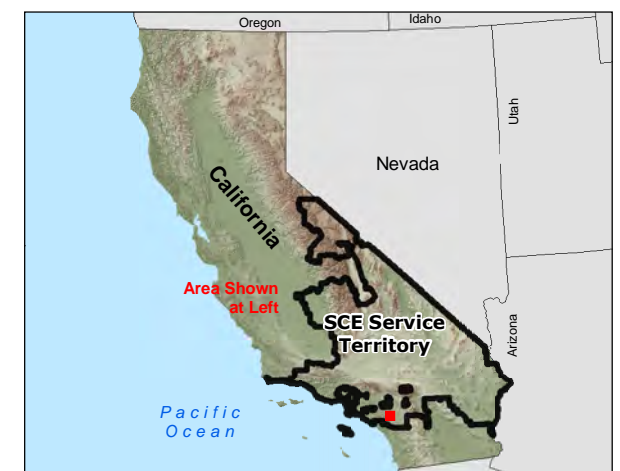 Oregon
Idaho
Utah
Nevada
California
Area Shown
at Left
SCE Service
Territory
Arizona
Pacific
Ocean